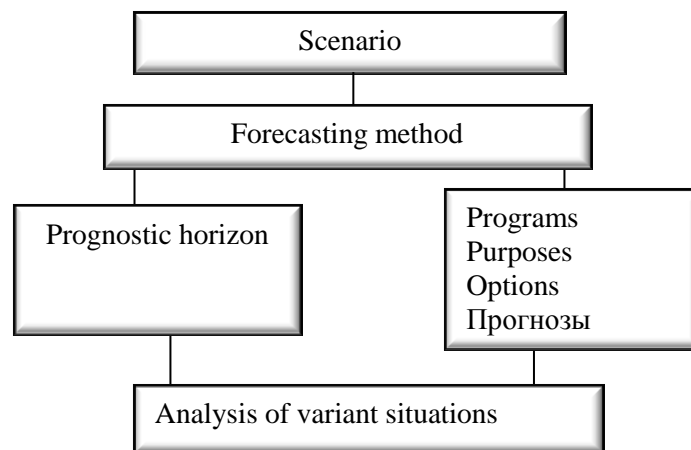 Scenario
Forecasting method
Prognostic horizon
Programs
Purposes
Options
Прогнозы
Analysis of variant situations